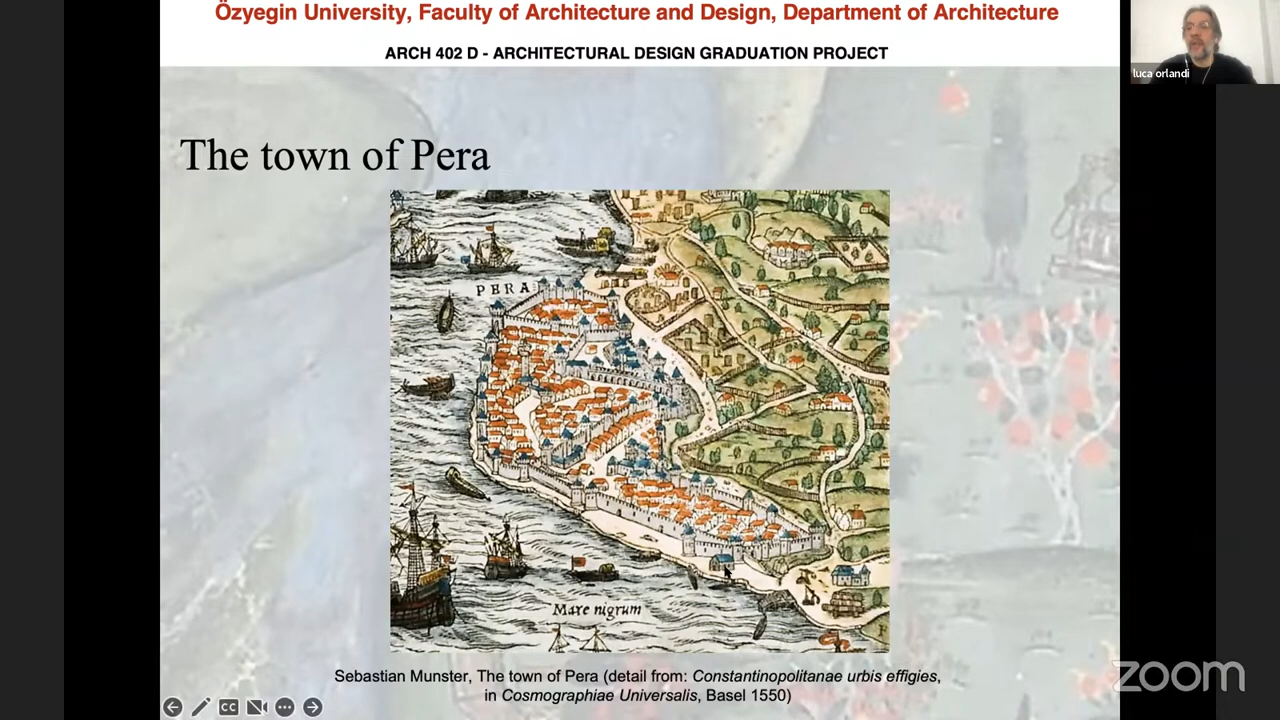 Özyegin University, Faculty of Architecture and Design, Department of Architecture
ARCH 402 D - ARCHITECTURAL DESIGN GRADUATION PROJECT
luca orlandi
The town of Pera
PERA
Mare nigrum
Sebastian Munster, The town of Pera (detail from: Constantinopolitanae urbis effigies,
in Cosmographiae Universalis, Basel 1550)
CC
zoom